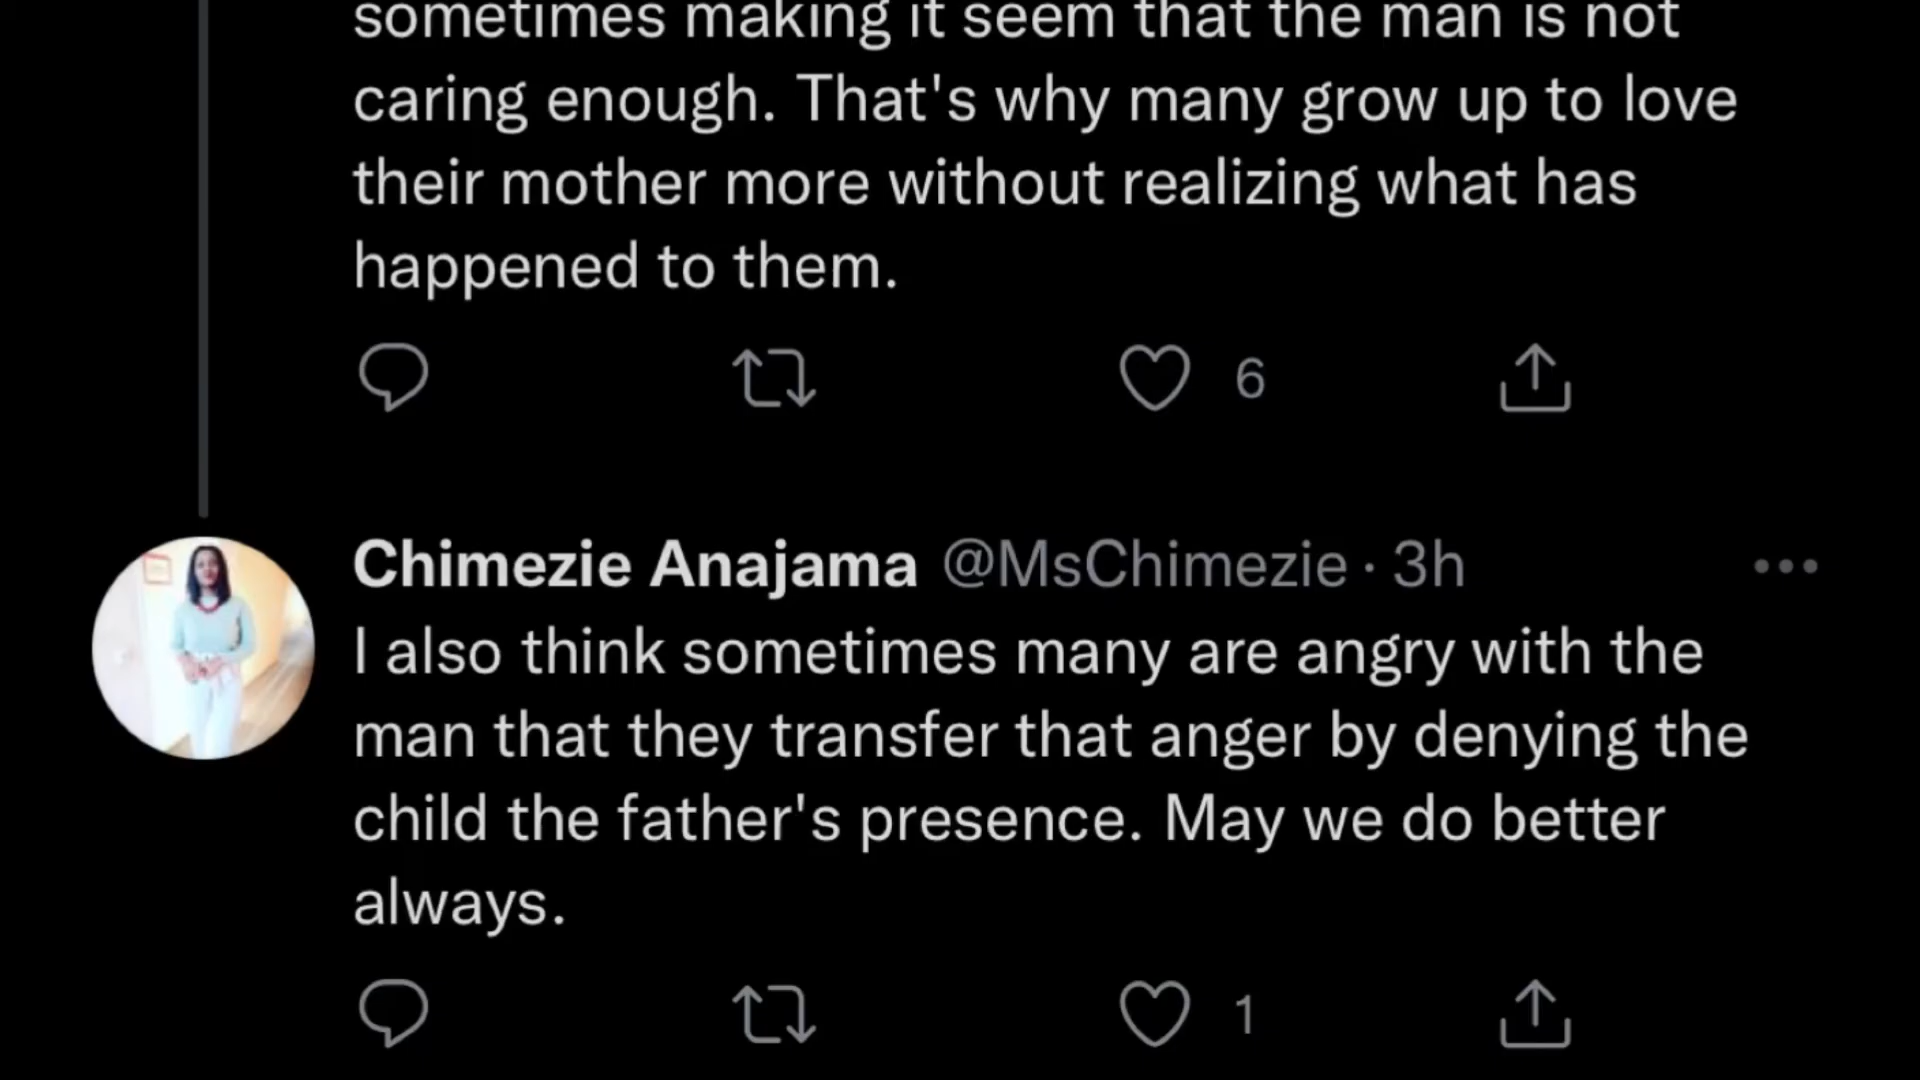 sometimes making it seem that the man is not
caring enough. That's why many grow up to love
their mother more without realizing what has
happened to them.
6
Chimezie Anajama @MsChimezie · 3h
I also think sometimes many are angry with the
man that they transfer that anger by denying the
child the father's presence. May we do better
always.
1